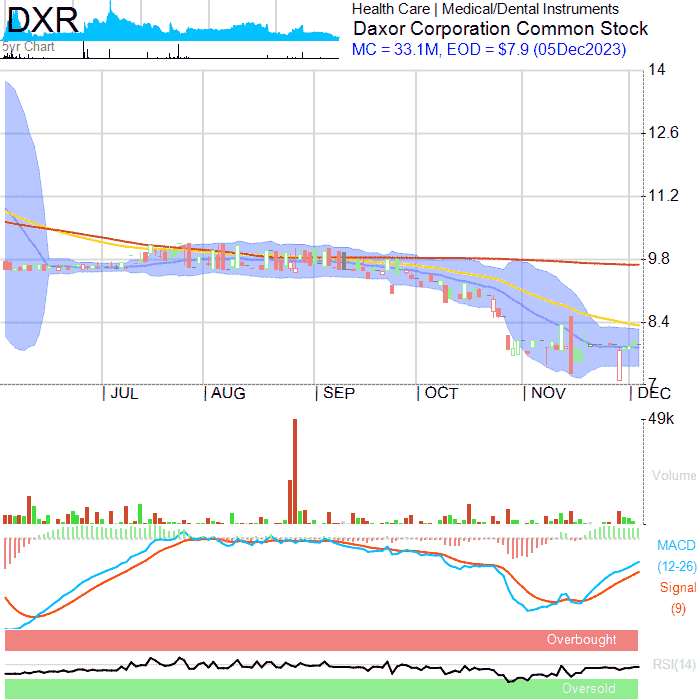 DXR
5yr Chart
Health Care | Medical/Dental Instruments
Daxor Corporation Common Stock
MC = 33.1M, EOD = $7.9 (05Dec2023)
14
12.6
11.2
9.8
8.4
7
JUL
AUG
SEP
OCT
NOV
DEC
49k
Volume
MACD
(12-26)
Signal
(9)
Overbought
RSI(14)
Oversold